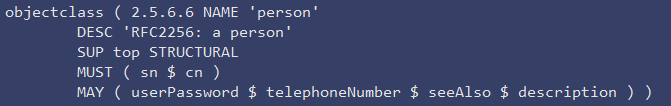 objectclass ( 2.5.6.6 NAME 'person'
        DESC 'RFC2256: a person'
        SUP top STRUCTURAL
        MUST ( sn $ cn )
        MAY ( userPassword $ telephoneNumber $ seeAlso $ description ) )